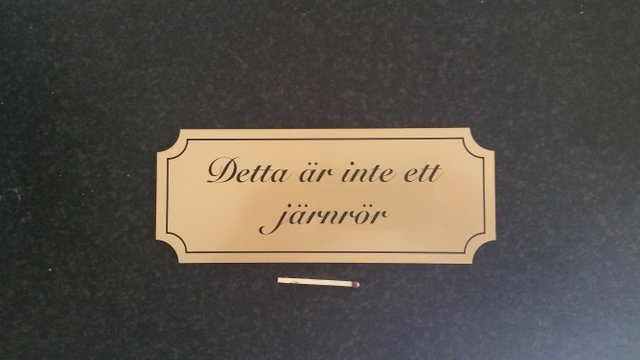 Detta är inte ett
järnrör